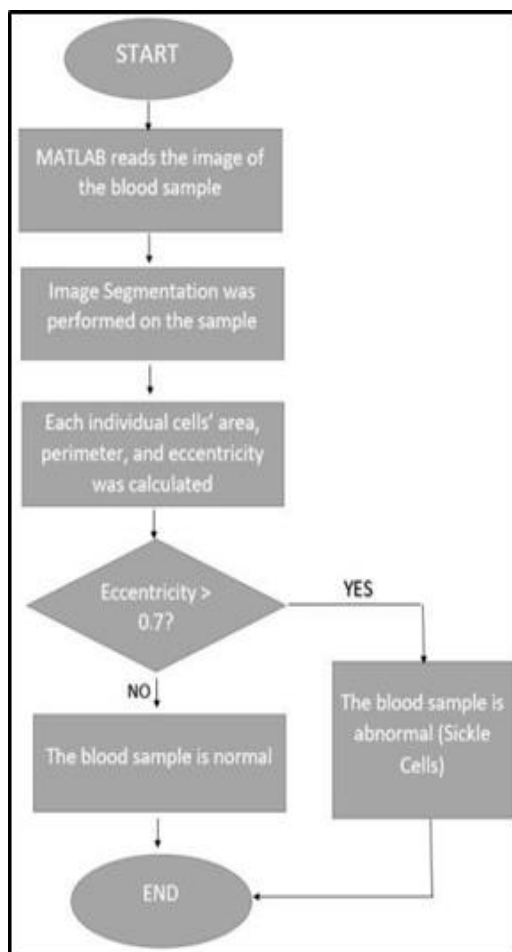 START
MATLAB reads the image of
the blood sample
Image Segmentation was
performed on the sample
Each individual cells' area,
perimeter, and eccentricity
was calculated
Eccentricity >
0.7?
YES
NO
The blood sample is normal
The blood sample is
abnormal (Sickle
Cells)
END